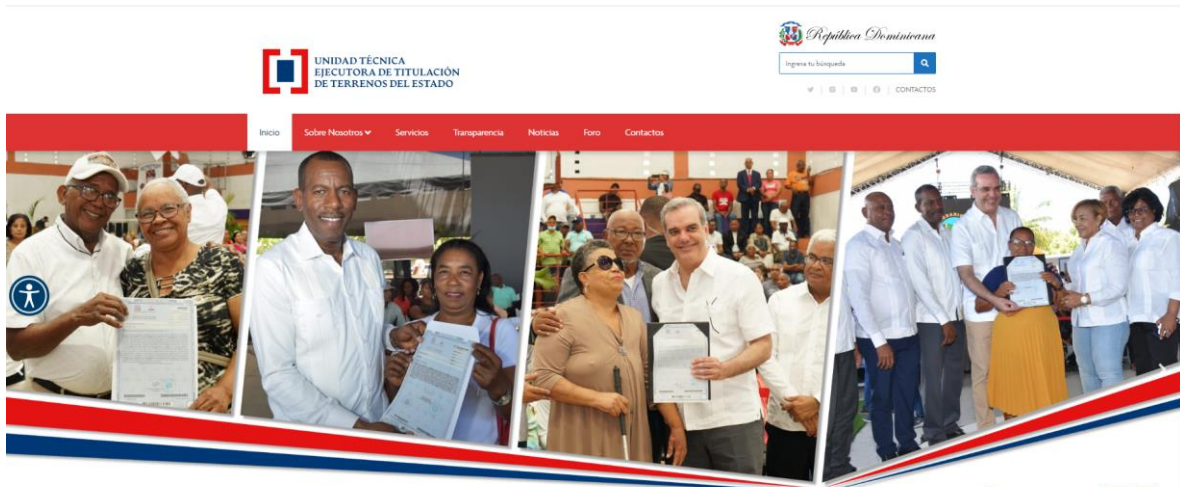 UNIDAD TÉCNICA
EJECUTORA DE TITULACIÓN
DE TERRENOS DEL ESTADO
República Dominicana
Ingresa tu búsqueda
CONTACTOS
Inicio
Sobre Nosotros
Servicios
Transparencia
Noticias
Foro
Contactos